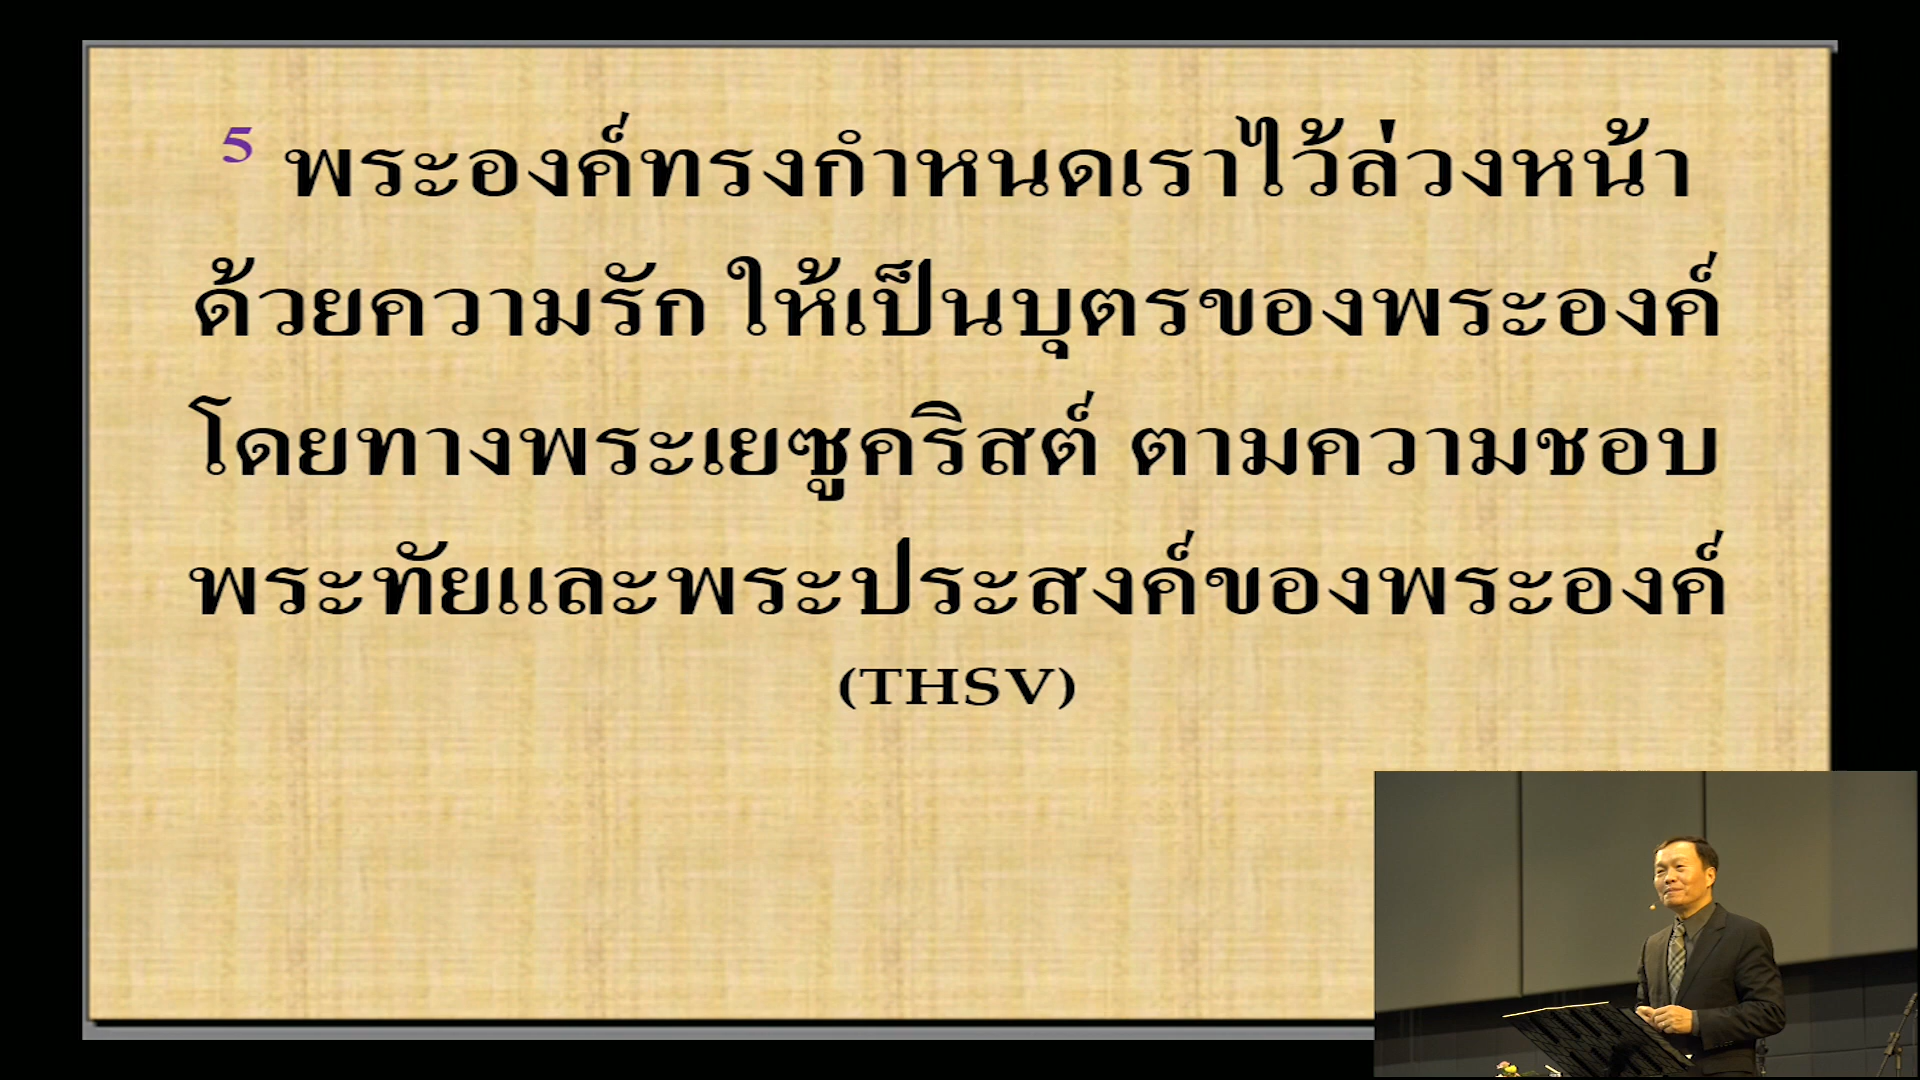 5 พระองค์ทรงกำหนดเราไว้ล่วงหน้า
ด้วยความรัก ให้เป็นบุตรของพระองค์
โดยทางพระเยซูคริสต์ ตามความชอบ
พระทัยและพระประสงค์ของพระองค์
(THSV)